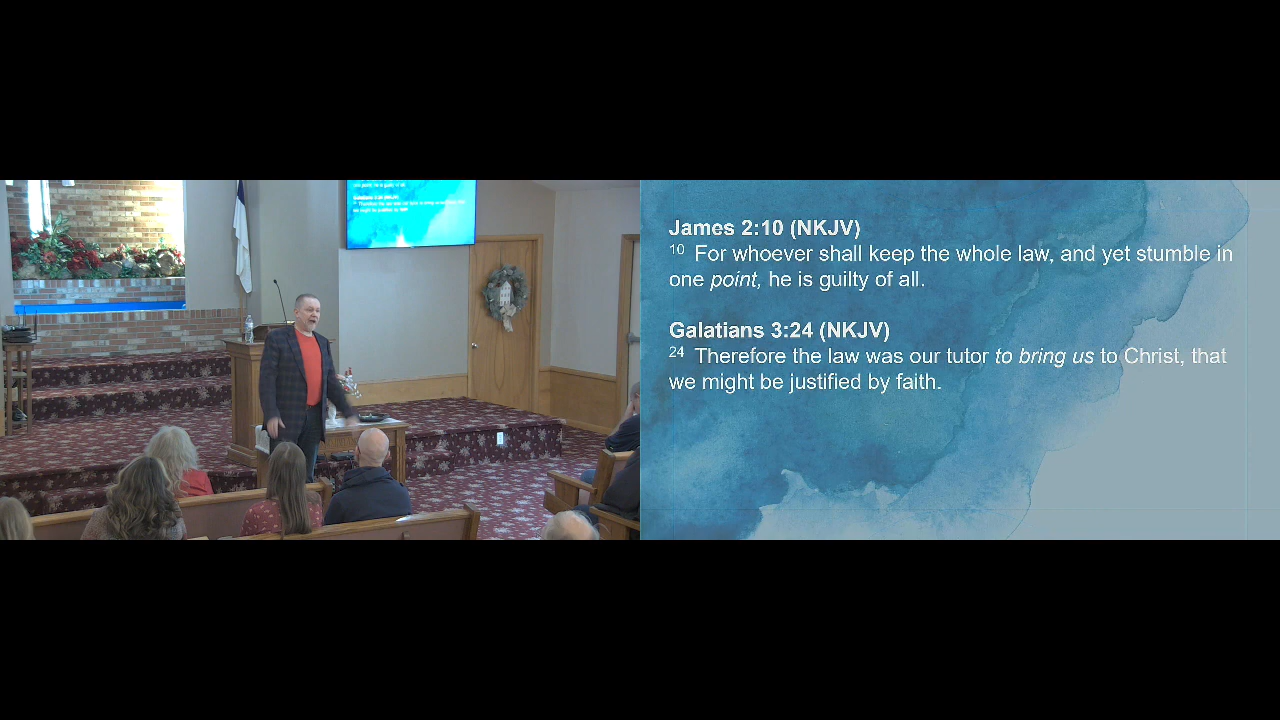 James 2:10 (NKJV)
10 For whoever shall keep the whole law, and yet stumble in
one point, he is guilty of all.
Galatians 3:24 (NKJV)
24 Therefore the law was our tutor to bring us to Christ, that
we might be justified by faith.